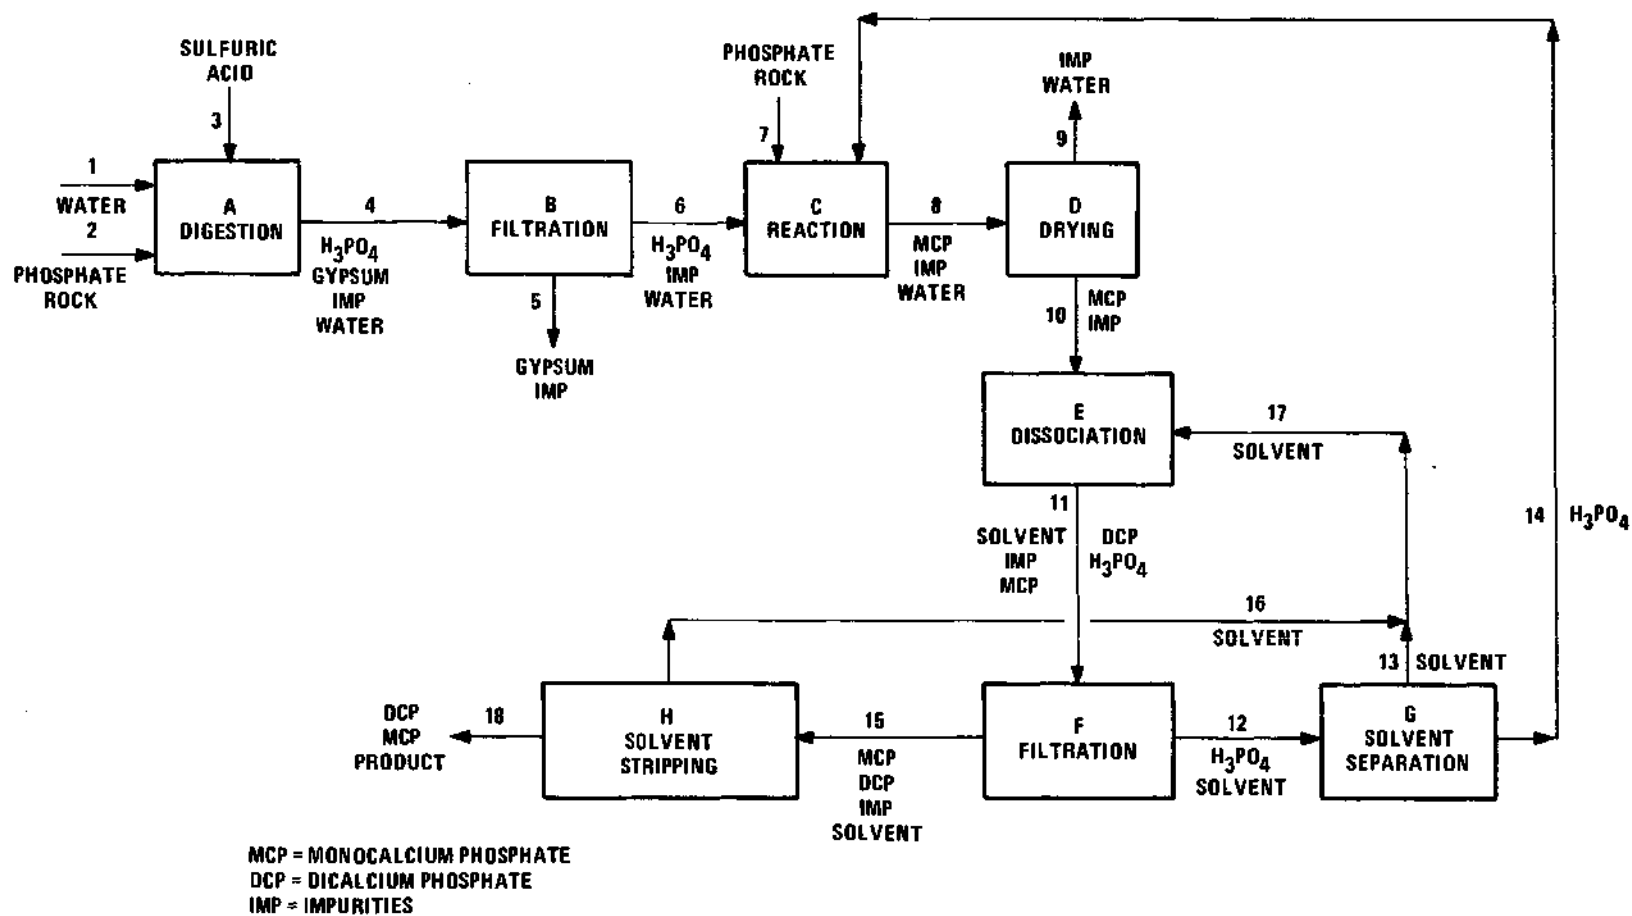 SULFURIC
ACID
3
1
WATER
2
PHOSPHATE
ROCK
A
DIGESTION
4
H3PO4
GYPSUM
IMP
WATER
B
FILTRATION
5
GYPSUM
IMP
6
H3PO4
IMP
WATER
PHOSPHATE
ROCK
7
C
REACTION
8
MCP
IMP
WATER
IMP
WATER
9
D
DRYING
10
MCP
IMP
E
DISSOCIATION
17
SOLVENT
11
SOLVENT
IMP
MCP
DCP
H3PO4
14
H3PO4
16
SOLVENT
13 SOLVENT
DCP
MCP
PRODUCT
18
H
SOLVENT
STRIPPING
15
MCP
DCP
IMP
SOLVENT
F
FILTRATION
12
H3PO4
SOLVENT
G
SOLVENT
SEPARATION
MCP = MONOCALCIUM PHOSPHATE
DCP = DICALCIUM PHOSPHATE
IMP = IMPURITIES